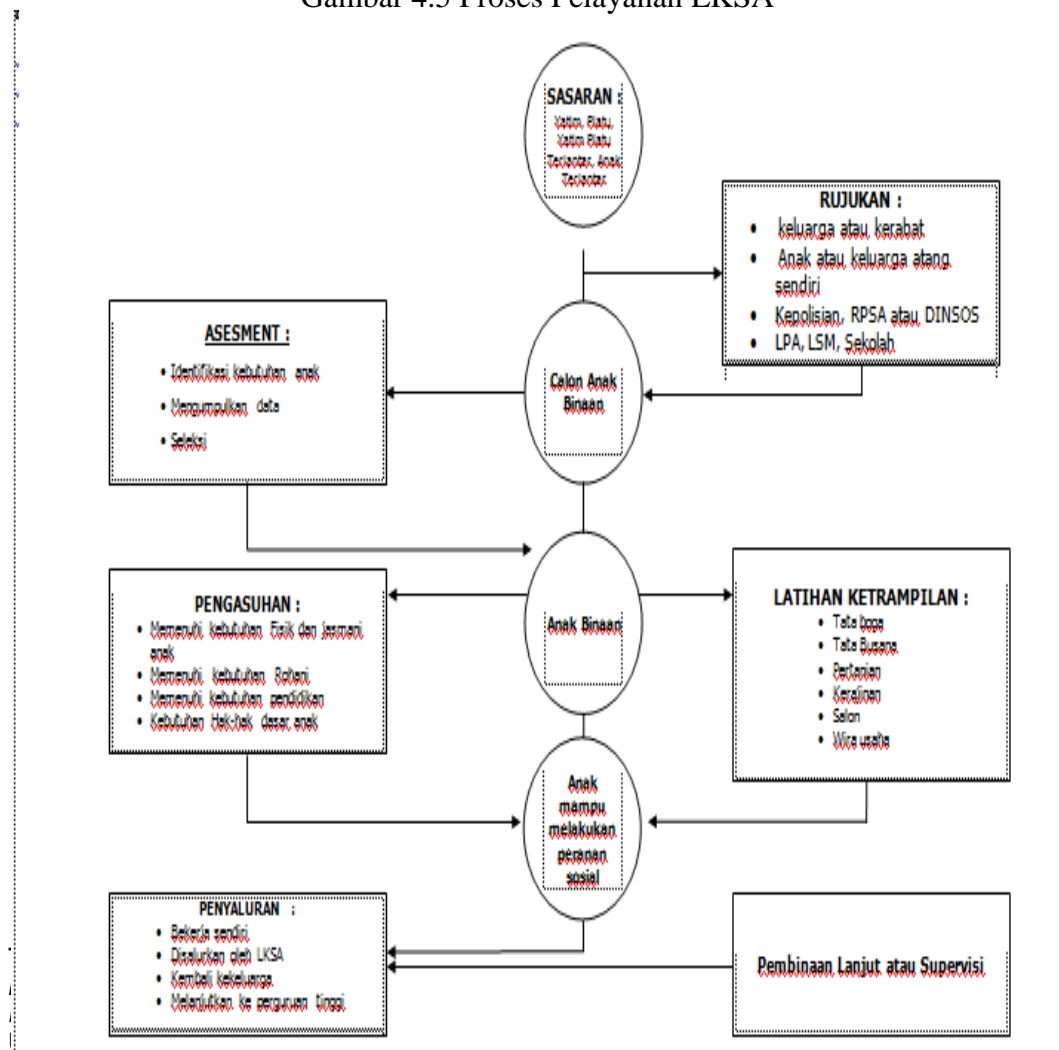 Gambar 4.5 Proses Pelayanan LKSA
SASARAN :
Yatim, Piatu,
Yatim Piatu
Terlantar, Anak
Terlantar
RUJUKAN :
• keluarga atau kerabat
• Anak atau keluarga atang
sendiri
• Kepolisian, RPSA atau DINSOS
• LPA, LSM, Sekolah
ASESMENT :
• Identifikasi kebutuhan anak
• Mengumpulkan data
• Seleksi
Calon Anak
Binaan
Anak Binaan
PENGASUHAN :
• Memenuhi kebutuhan Fisik dan jasmani
anak
• Memenuhi kebutuhan Rohani
• Memenuhi kebutuhan pendidikan
• Kebutuhan Hak-hak dasar anak
LATIHAN KETRAMPILAN :
• Tata boga
• Tata Busana
• Pertanian
• Kerajinan
• Salon
• Wira usaha
Anak
mampu
melakukan
peranan
sosial
PENYALURAN :
• Bekerja sendiri
• Disalurkan oleh LKSA
• Kembali kekeluarga
• Melanjutkan ke perguruan tinggi
Pembinaan Lanjut atau Supervisi